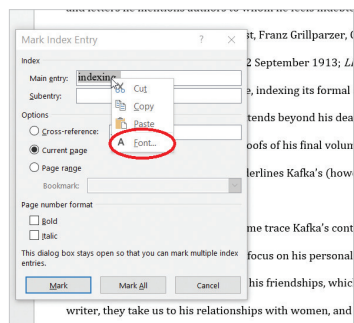 and letters he mentions authors to whom he feels indebted
Mark Index Entry ? ×
st, Franz Grillparzer,
Index
2 September 1913;
Main entry: indexing
Cut
e, indexing its formal
Subentry:
Copy
tends beyond his dea
Options
Paste
Cross-reference:
Font...
oofs of his final volum
Current page
Page range
lerlines Kafka's (how
Bookmark:
Page number format
Bold
me trace Kafka's cont
Italic
focus on his personal
This dialog box stays open so that you can mark multiple index
entries.
his friendships, whic
Mark Mark All Cancel
writer, they take us to his relationships with women, and